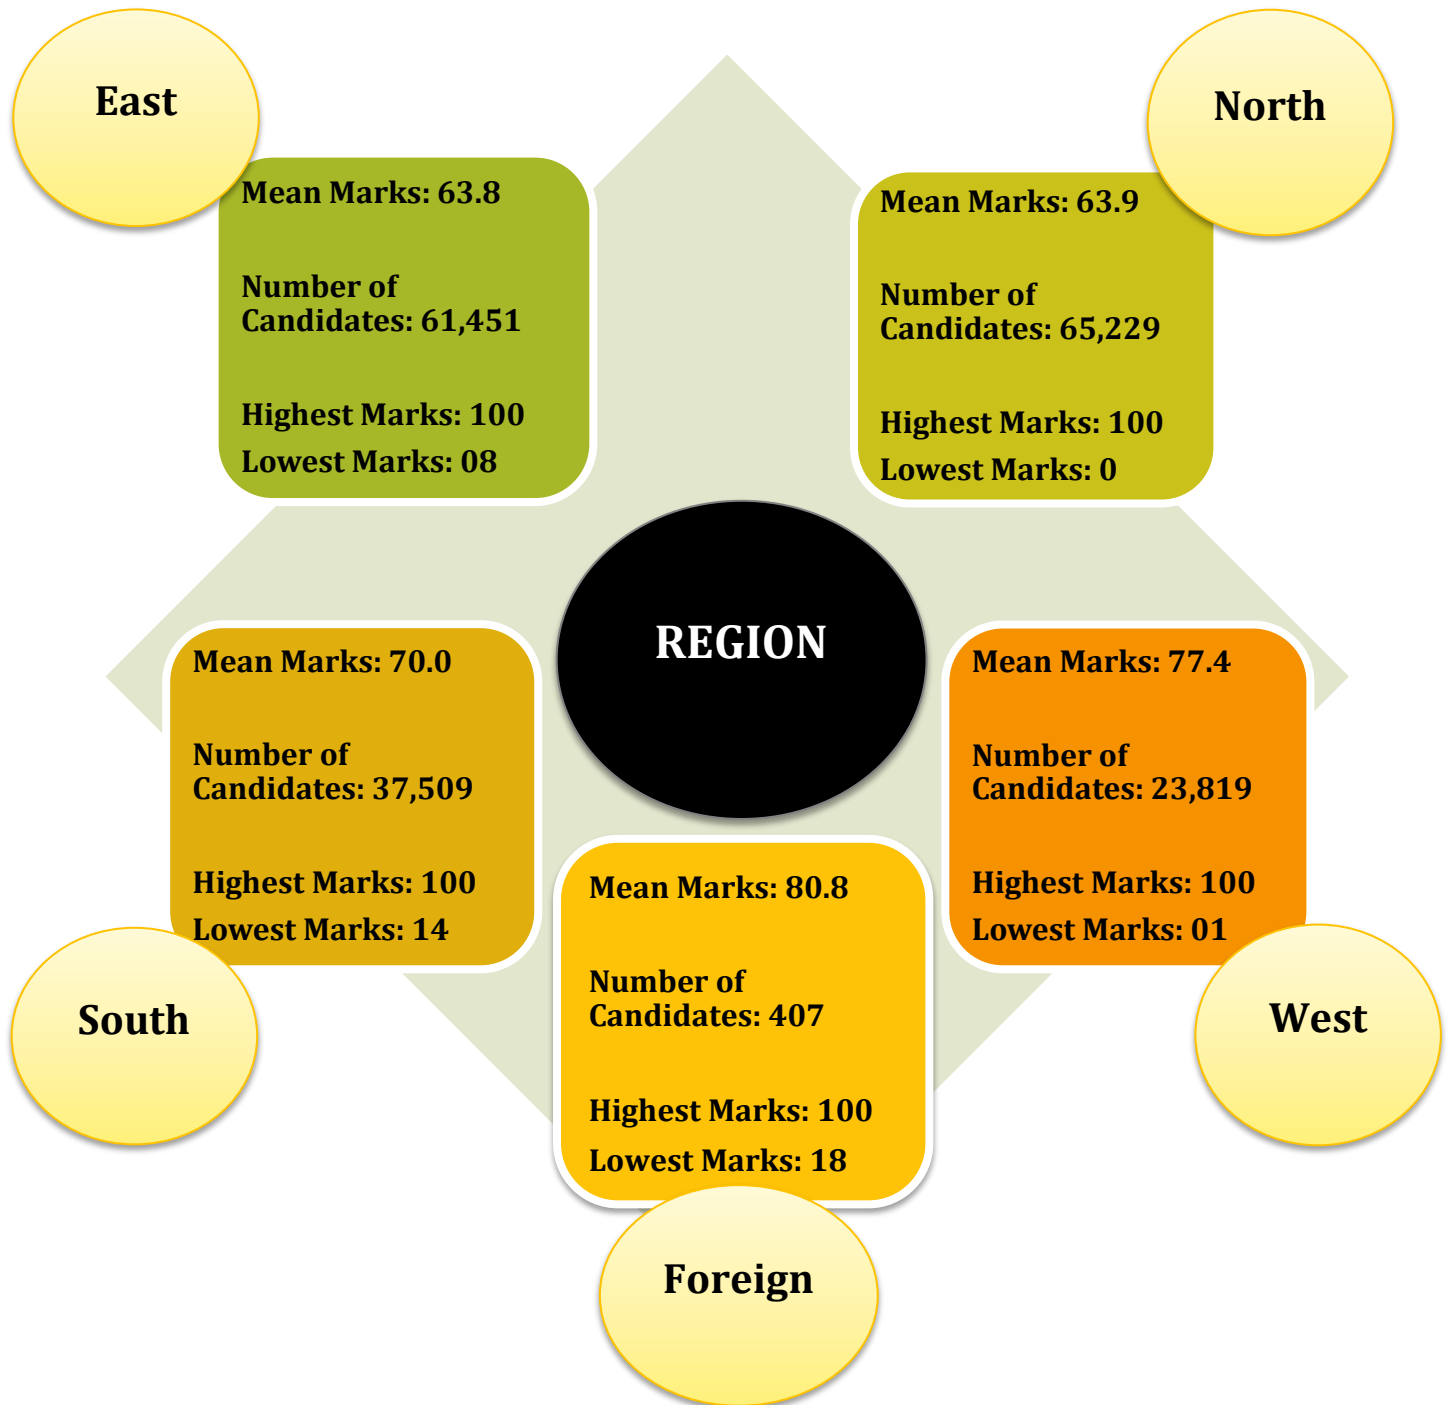 East
Mean Marks: 63.8
Number of
Candidates: 61,451
Highest Marks: 100
Lowest Marks: 08
North
Mean Marks: 63.9
Number of
Candidates: 65,229
Highest Marks: 100
Lowest Marks: 0
REGION
Mean Marks: 70.0
Number of
Candidates: 37,509
Highest Marks: 100
Lowest Marks: 14
South
Mean Marks: 77.4
Number of
Candidates: 23,819
Highest Marks: 100
Lowest Marks: 01
West
Mean Marks: 80.8
Number of
Candidates: 407
Highest Marks: 100
Lowest Marks: 18
Foreign